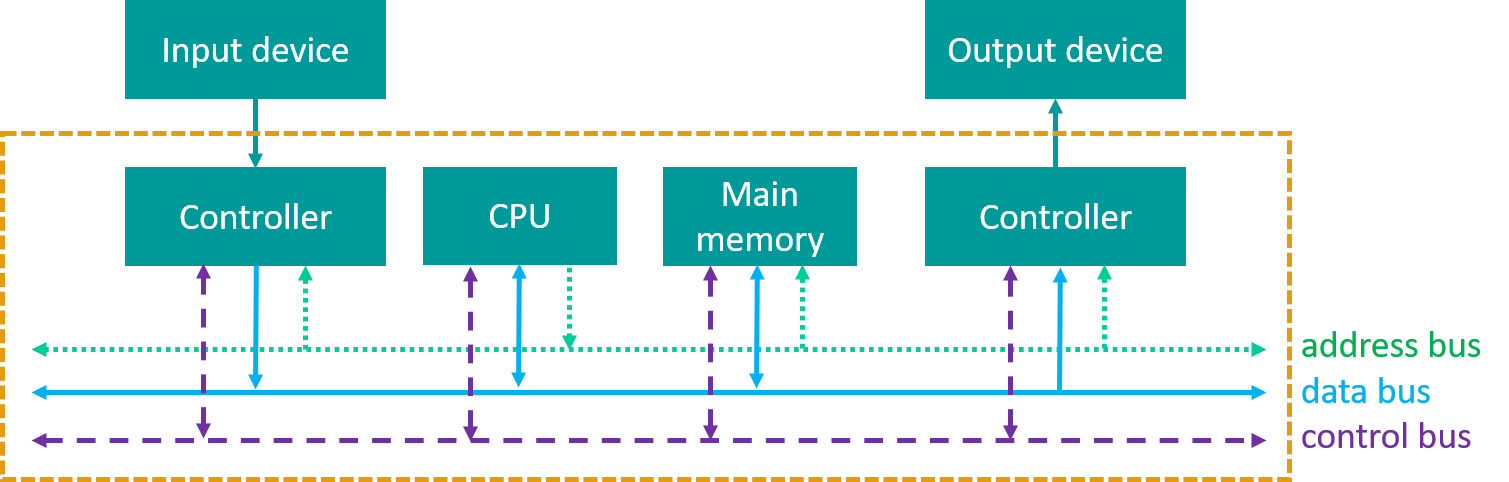 Input device
Output device
Controller
CPU
Main
memory
Controller
address bus
data bus
control bus